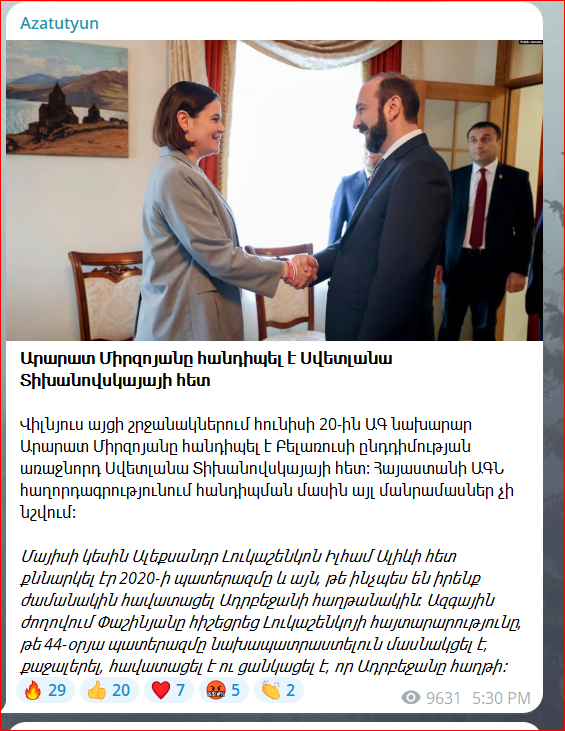 Azatutyun
Արարատ Միրզոյանը հանդիպել է Սվետլանա
Տիխանովսկայայի հետ
Վիլնյուս այցի շրջանակներում հունիսի 20-ին ԱԳ նախարար
Արարատ Միրզոյանը հանդիպել է Բելառուսի ընդդիմության
առաջնորդ Սվետլանա Տիխանովսկայայի հետ։ Հայաստանի ԱԳՆ
հաղորդագրությունում հանդիպման մասին այլ մանրամասներ չի
նշվում։
Մայիսի կեսին Ալեքսանդր Լուկաշենկոն Իլհամ Ալիևի հետ
քննարկել էր 2020-ի պատերազմը և այն, թե ինչպես են իրենք
ժամանակին հավատացել Ադրբեջանի հաղթանակին։ Ազգային
ժողովում Փաշինյանը հիշեցրեց Լուկաշենկոյի հայտարարությունը,
թե 44-օրյա պատերազմը նախապատրաստելուն մասնակցել է,
քաջալերել, հավատացել է ու ցանկացել է, որ Ադրբեջանը հաղթի։
29 20 7 5 2 9631 5:30 PM